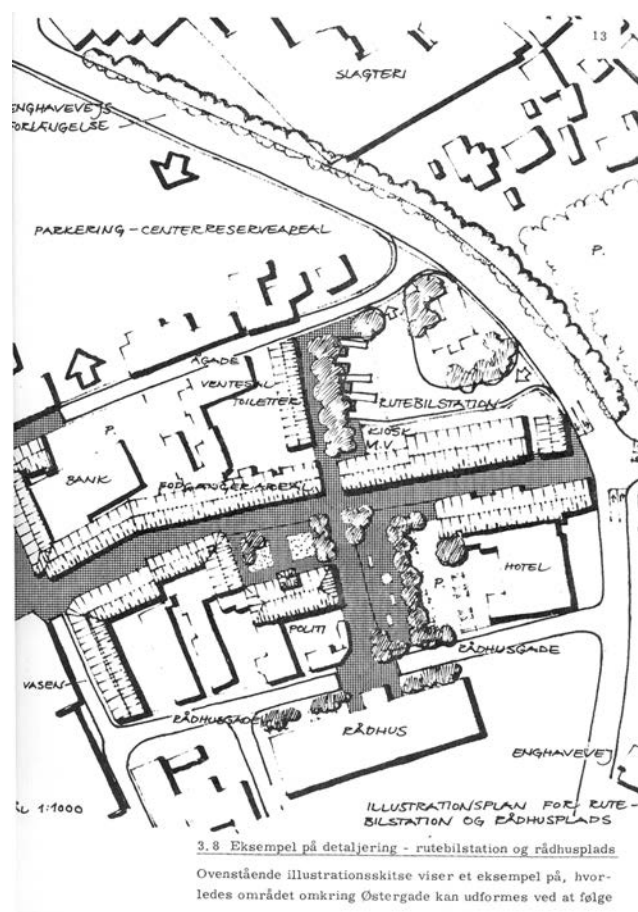 13
SLAGTERI
ENGHAVEVEJS
FORLÆNGELSE
PARKERING - CENTERRESERVEAREAL
P.
ÅGADE
VENTESAL
TOILETTER
RUTEBILSTATION
KIOSK
M.V.
P.
BANK
FODGÆNGERAREAL
HOTEL
P.
POLITI
RÅDHUSGADE
VASEN
RÅDHUSGADE
RÅDHUS
ENGHAVEVEJ
1:1000
ILLUSTRATIONSPLAN FOR RUTE-
BILSTATION OG RÅDHUSPLADS
3.8 Eksempel på detaljering - rutebilstation og rådhusplads
Ovenstående illustrationsskitse viser et eksempel på, hvor-
ledes området omkring Østergade kan udformes ved at følge